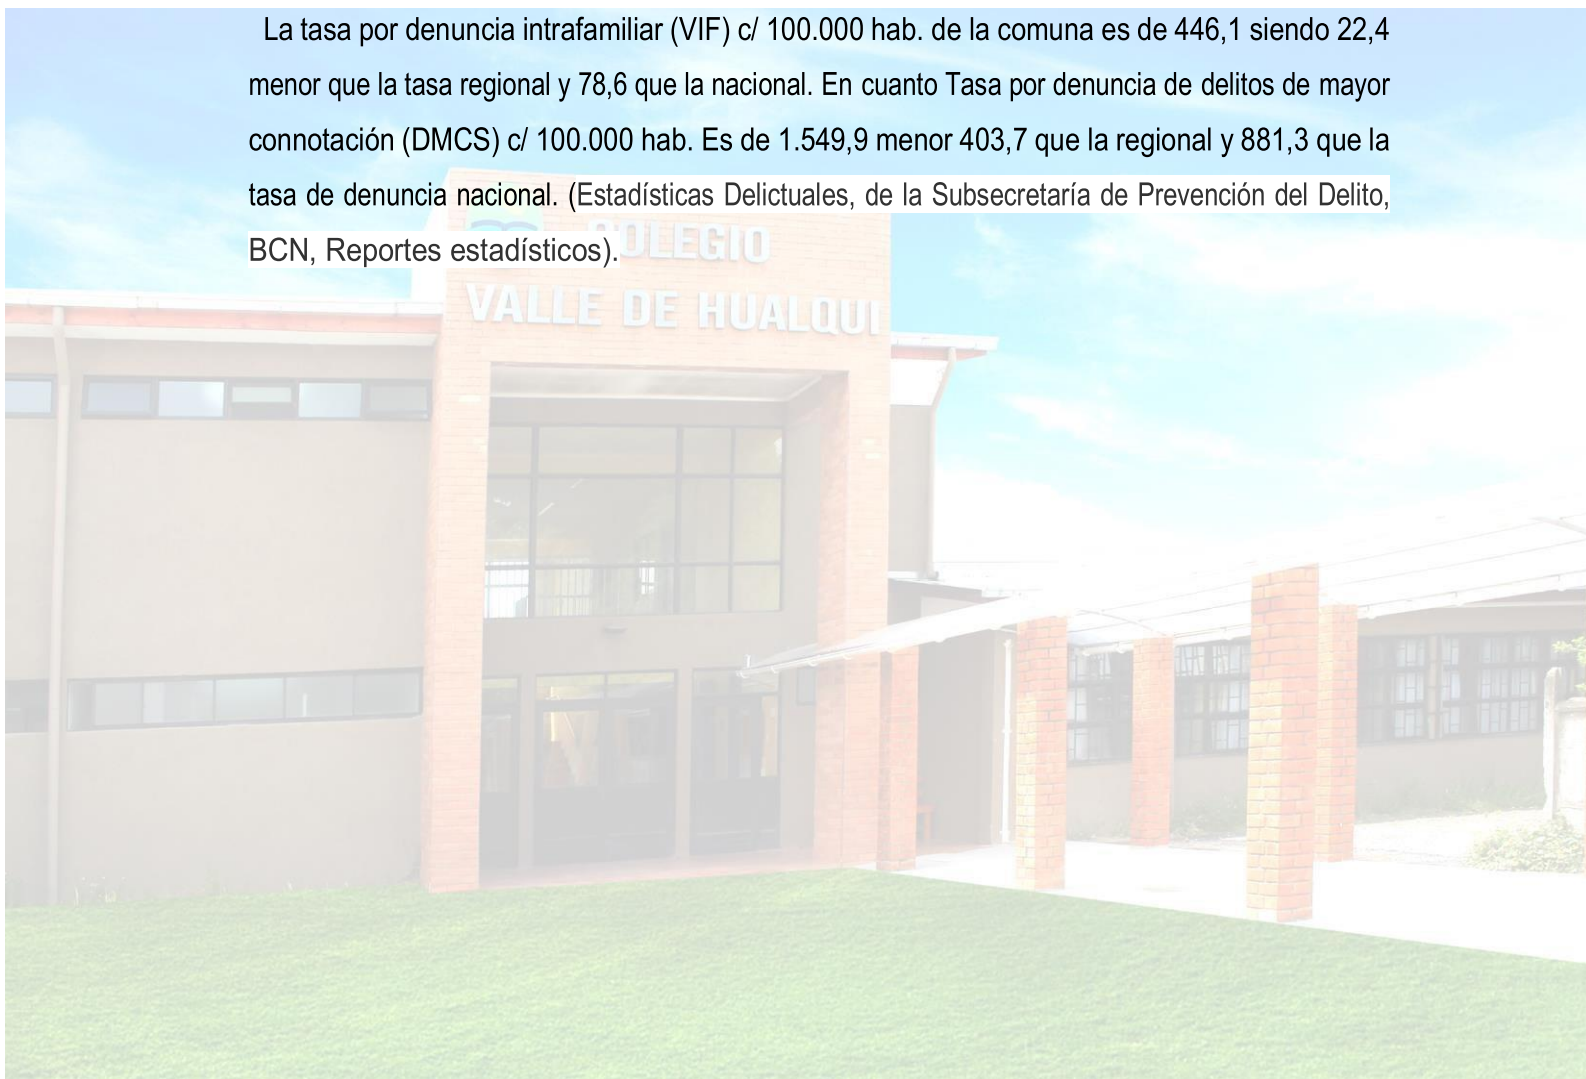 La tasa por denuncia intrafamiliar (VIF) c/ 100.000 hab. de la comuna es de 446,1 siendo 22,4
menor que la tasa regional y 78,6 que la nacional. En cuanto Tasa por denuncia de delitos de mayor
connotación (DMCS) c/ 100.000 hab. Es de 1.549,9 menor 403,7 que la regional y 881,3 que la
tasa de denuncia nacional. (Estadísticas Delictuales, de la Subsecretaría de Prevención del Delito,
BCN, Reportes estadísticos).
COLEGIO
VALLE DE HUALQUI